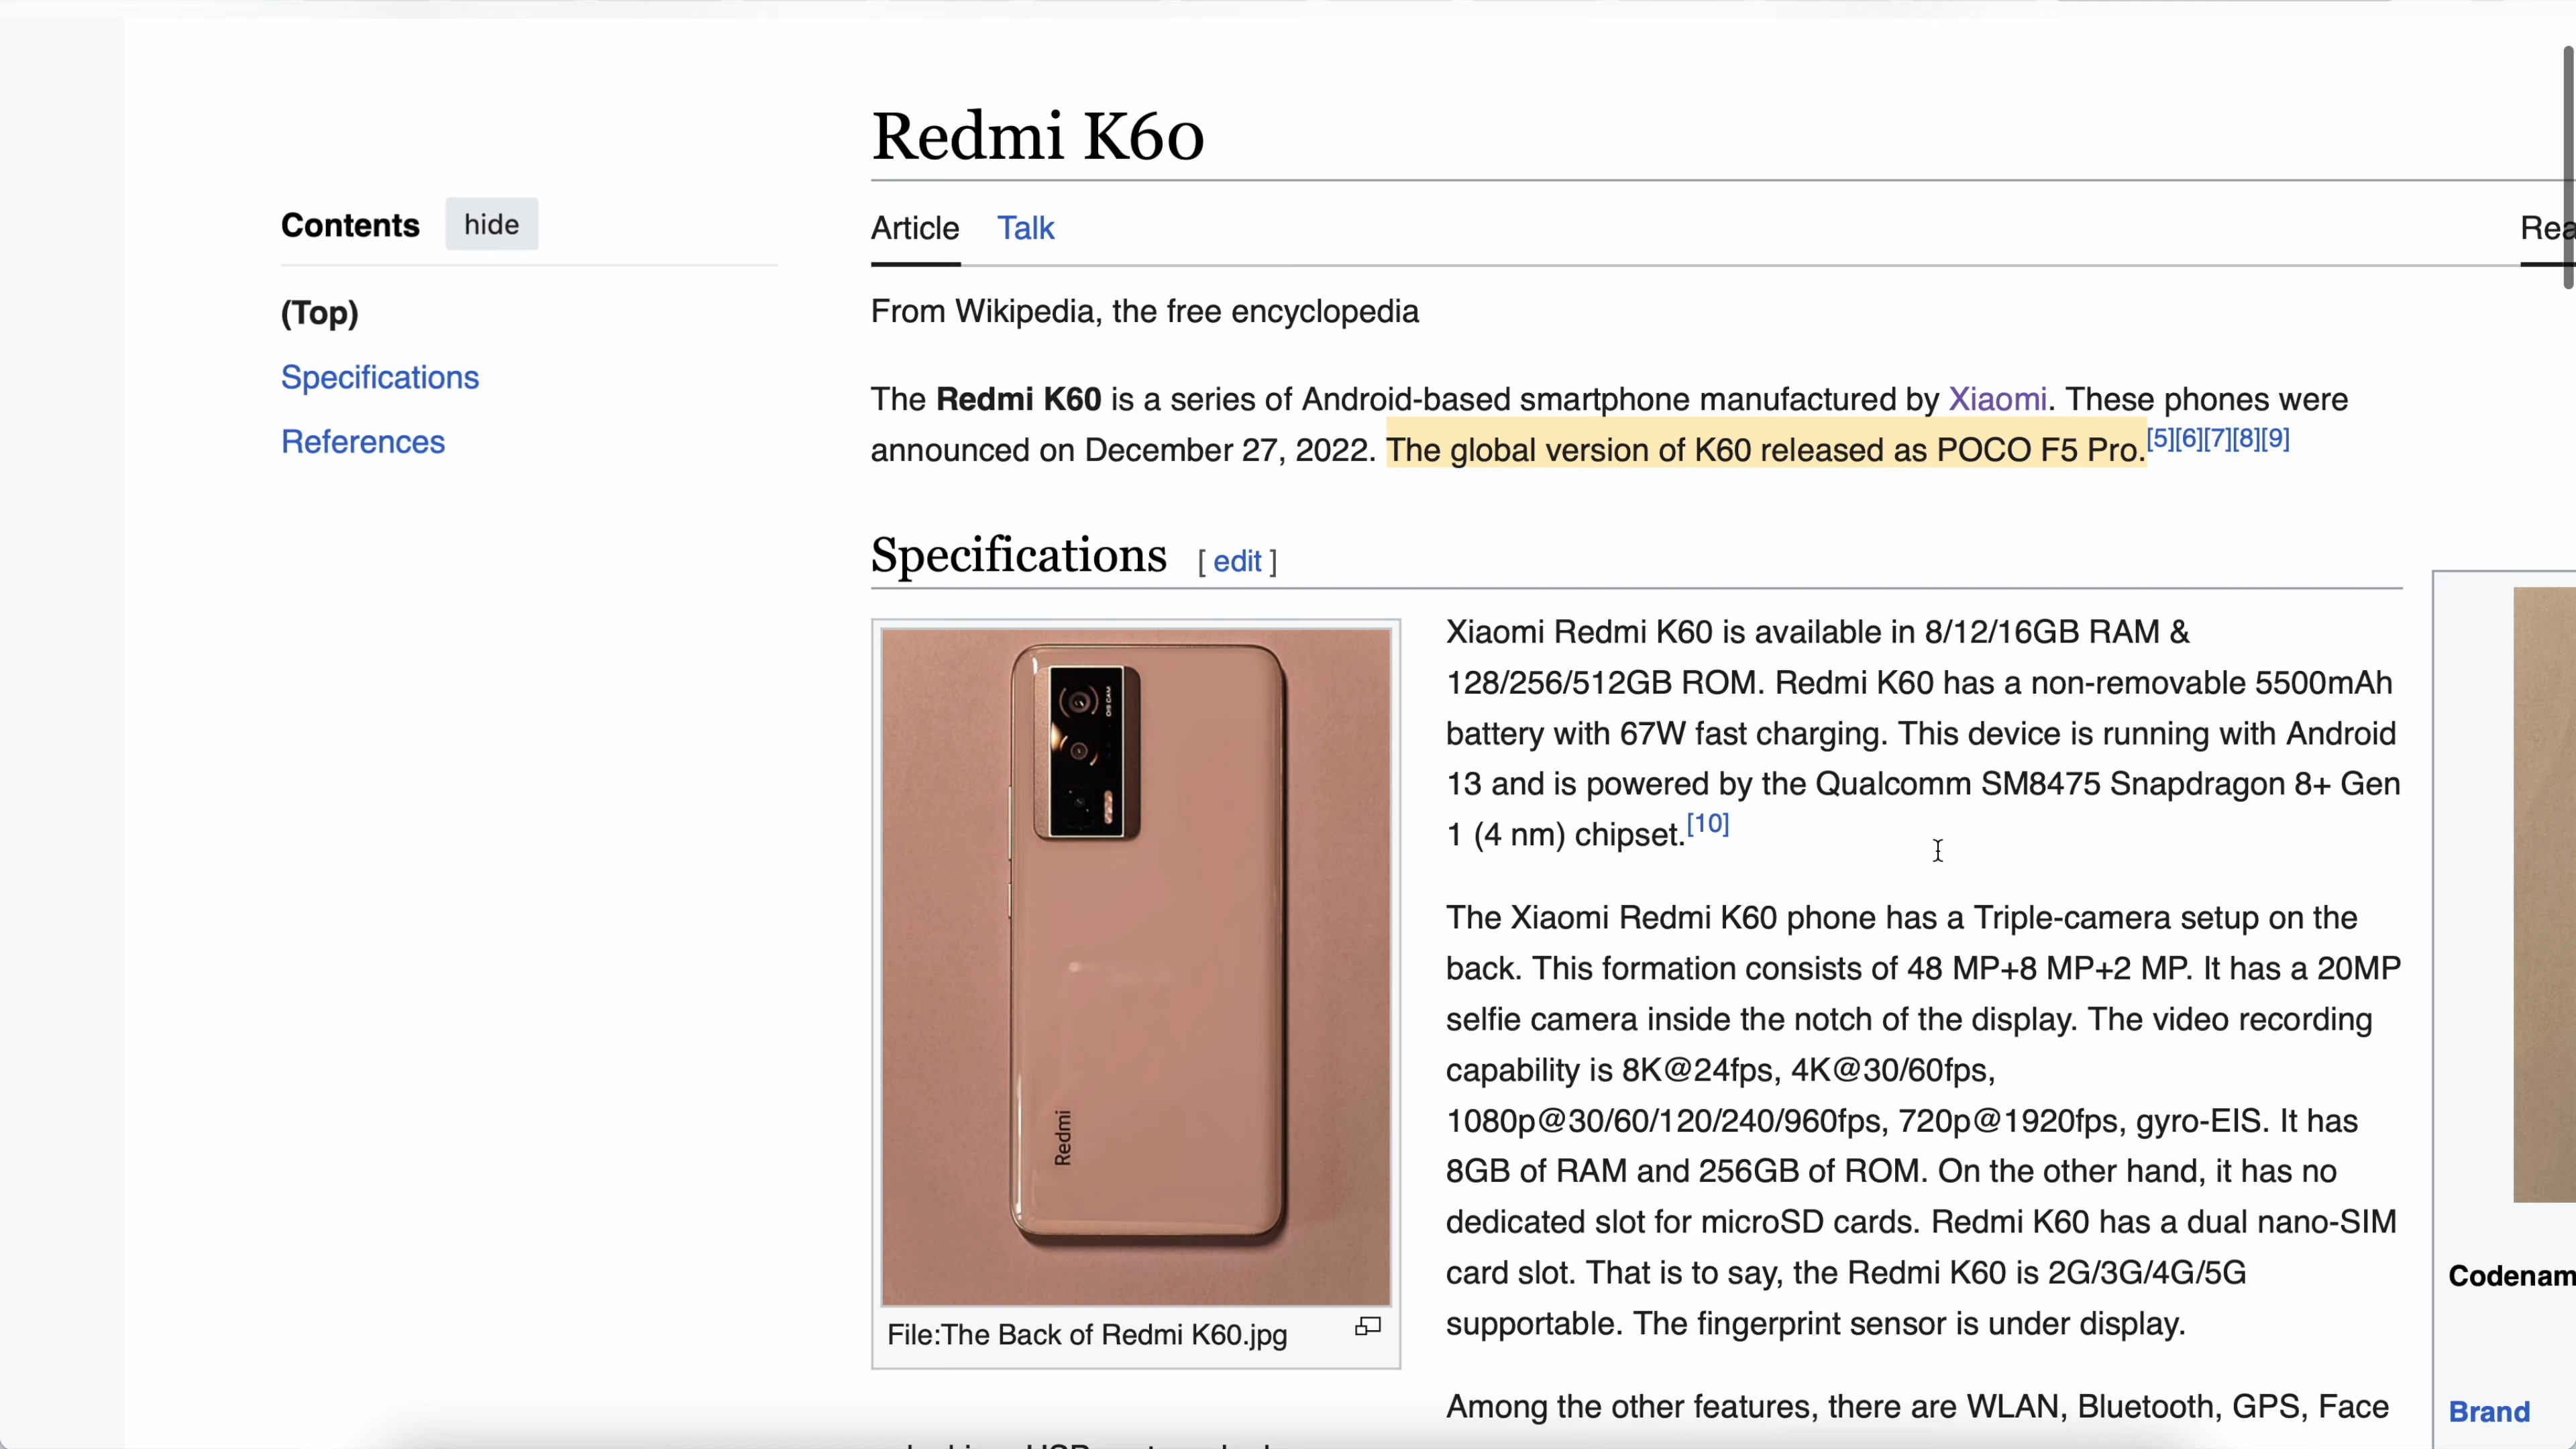 Redmi K60
Contents hide
Article Talk
Rea
(Top)
Specifications
References
From Wikipedia, the free encyclopedia
The Redmi K60 is a series of Android-based smartphone manufactured by Xiaomi. These phones were
announced on December 27, 2022. The global version of K60 released as POCO F5 Pro.[5][6][7][8][9]
Specifications [ edit ]
OIS CAM
Redmi
File:The Back of Redmi K60.jpg
Xiaomi Redmi K60 is available in 8/12/16GB RAM &
128/256/512GB ROM. Redmi K60 has a non-removable 5500mAh
battery with 67W fast charging. This device is running with Android
13 and is powered by the Qualcomm SM8475 Snapdragon 8+ Gen
1 (4 nm) chipset.[10]
The Xiaomi Redmi K60 phone has a Triple-camera setup on the
back. This formation consists of 48 MP+8 MP+2 MP. It has a 20MP
selfie camera inside the notch of the display. The video recording
capability is 8K@24fps, 4K@30/60fps,
1080p@30/60/120/240/960fps, 720p@1920fps, gyro-EIS. It has
8GB of RAM and 256GB of ROM. On the other hand, it has no
dedicated slot for microSD cards. Redmi K60 has a dual nano-SIM
card slot. That is to say, the Redmi K60 is 2G/3G/4G/5G
supportable. The fingerprint sensor is under display.
Among the other features, there are WLAN, Bluetooth, GPS, Face
Codenam
Brand